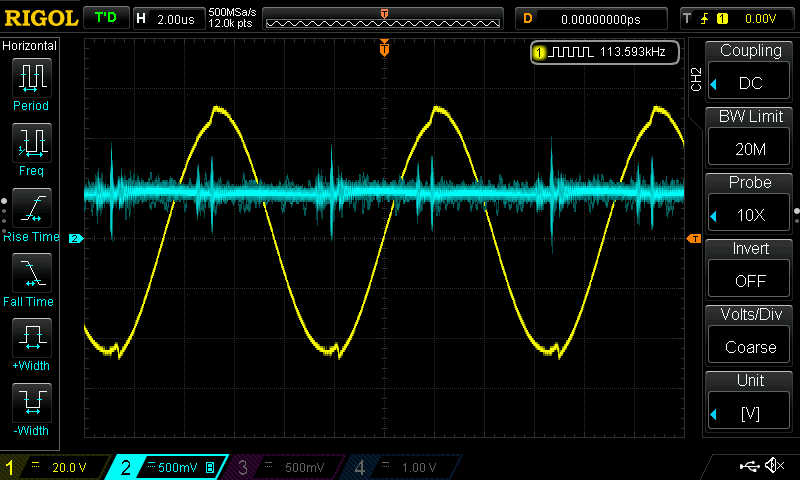 RIGOL T'D H 2.00us 500MSa/s D 0.00000000ps T 1 0.00V
12.0k pts
Horizontal
T
1 113.593kHz
Period
Freq
Rise Time
Fall Time
+Width
-Width
2
T
CH2
Coupling
DC
BW Limit
20M
Probe
10X
Invert
OFF
Volts/Div
Coarse
Unit
[V]
1 20.0 V 2 500mV B 3 500mV 4 1.00 V